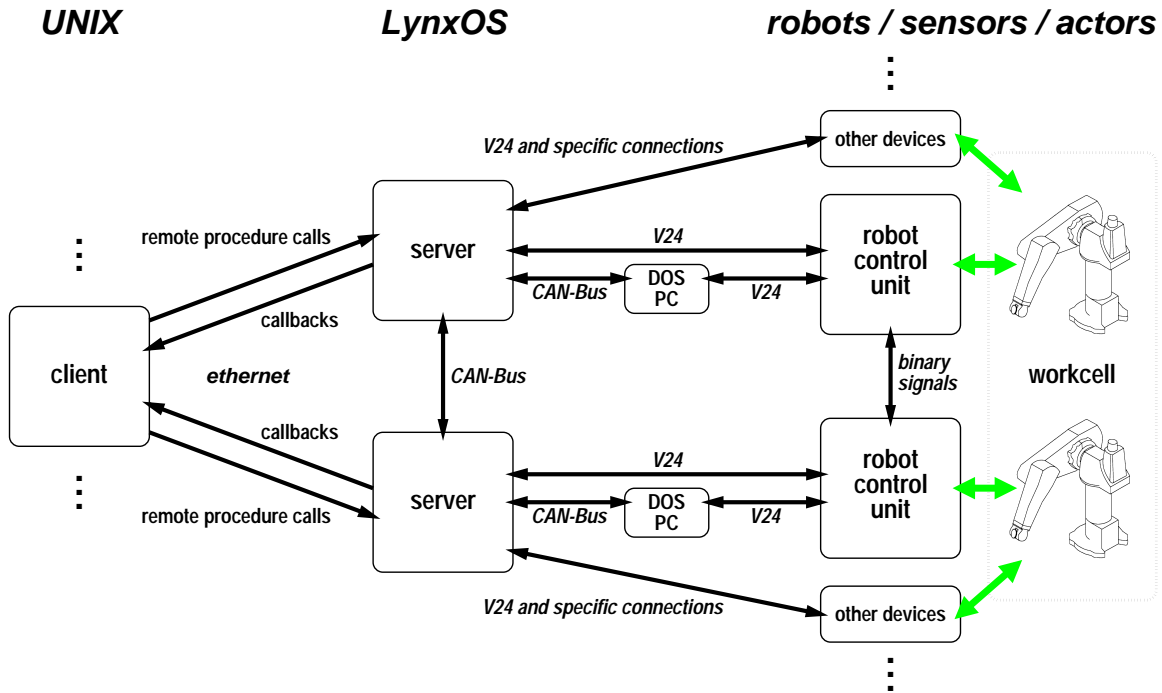 UNIX
LynxOS
robots / sensors / actors
V24 and specific connections
other devices
remote procedure calls
server
V24
robot
control
unit
CAN-Bus
DOS
PC
V24
callbacks
client
ethernet
CAN-Bus
binary
signals
workcell
callbacks
server
V24
robot
control
unit
CAN-Bus
DOS
PC
V24
remote procedure calls
V24 and specific connections
other devices